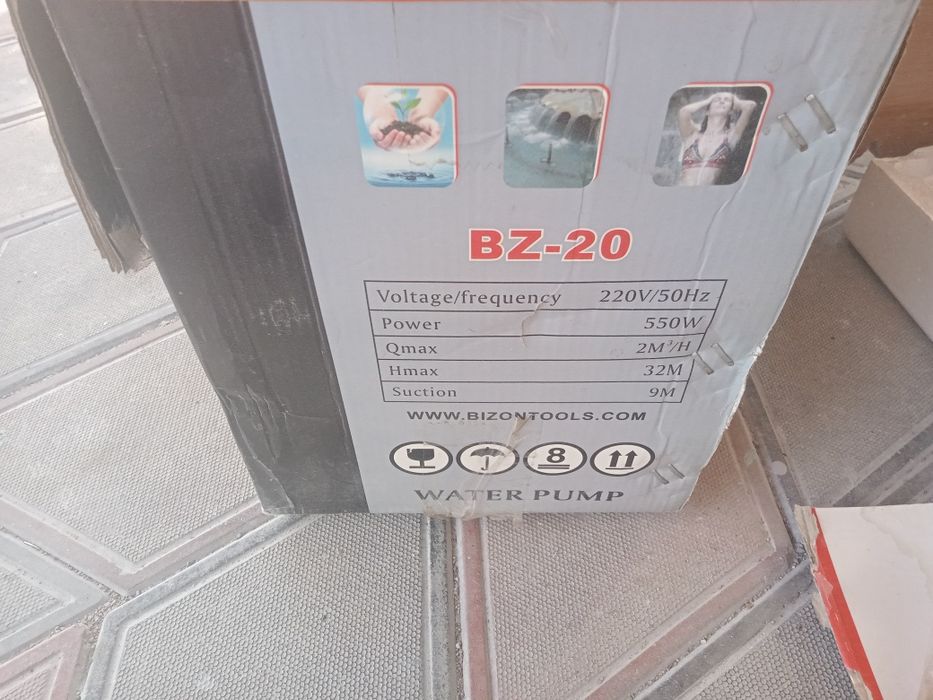 BZ-20
Voltage/frequency 220V/50Hz
Power 550W
Qmax 2M³/H
Hmax 32M
Suction 9M
WWW.BIZONTOOLS.COM
8
WATER PUMP